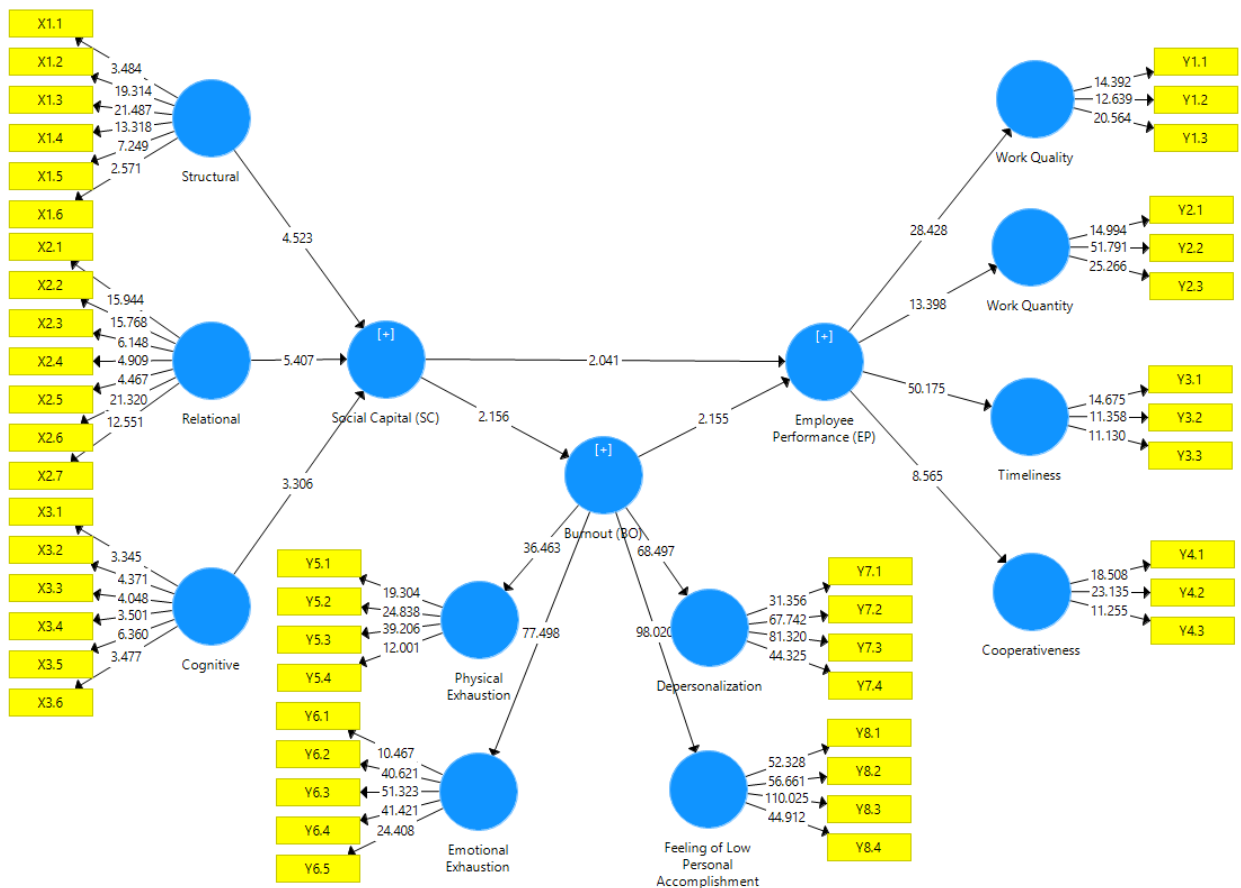 X1.1
X1.2
X1.3
X1.4
X1.5
X1.6
3.484
19.314
21.487
13.318
7.249
2.571
Structural
4.523
X2.1
X2.2
X2.3
X2.4
X2.5
X2.6
X2.7
15.944
15.768
6.148
4.909
4.467
21.320
12.551
Relational
5.407
X3.1
X3.2
X3.3
X3.4
X3.5
X3.6
3.345
4.371
4.048
3.501
6.360
3.477
Cognitive
3.306
[+]
Social Capital (SC)
2.041
2.156
[+]
Burnout (BO)
2.155
[+]
Employee
Performance (EP)
28.428
13.398
50.175
8.565
Work Quality
14.392
12.639
20.564
Y1.1
Y1.2
Y1.3
Work Quantity
14.994
51.791
25.266
Y2.1
Y2.2
Y2.3
Timeliness
14.675
11.358
11.130
Y3.1
Y3.2
Y3.3
Cooperativeness
18.508
23.135
11.255
Y4.1
Y4.2
Y4.3
36.463
77.498
68.497
98.020
Y5.1
Y5.2
Y5.3
Y5.4
19.304
24.838
39.206
12.001
Physical
Exhaustion
Y6.1
Y6.2
Y6.3
Y6.4
Y6.5
10.467
40.621
51.323
41.421
24.408
Emotional
Exhaustion
Depersonalization
31.356
67.742
81.320
44.325
Y7.1
Y7.2
Y7.3
Y7.4
Feeling of Low
Personal
Accomplishment
52.328
56.661
110.025
44.912
Y8.1
Y8.2
Y8.3
Y8.4